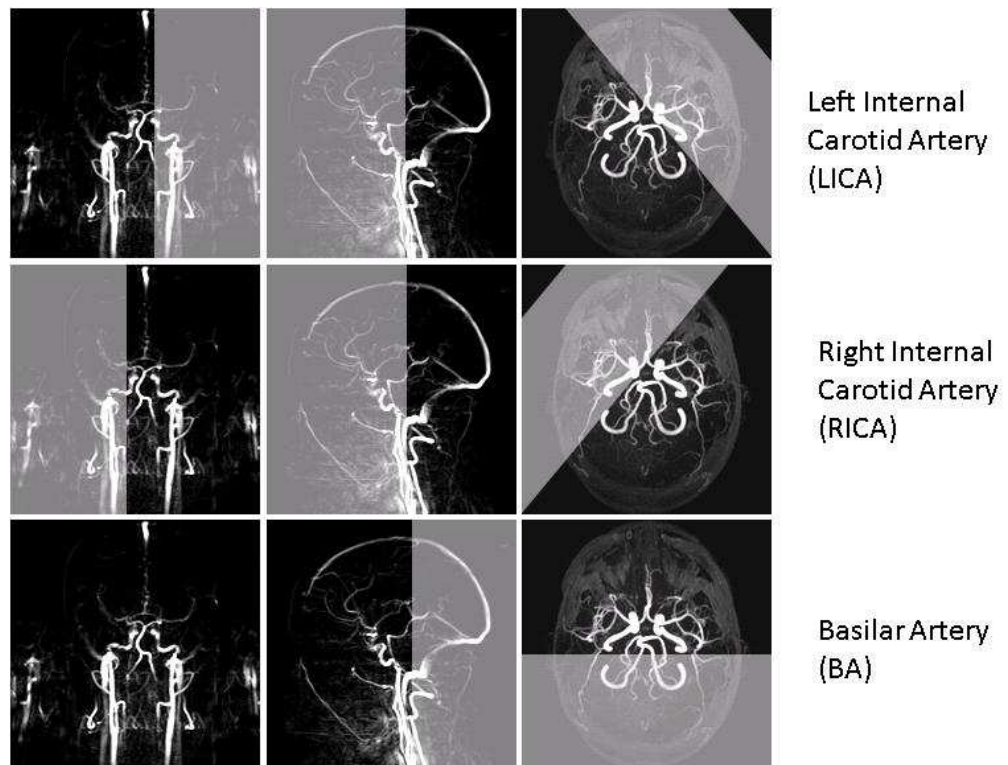 Left Internal
Carotid Artery
(LICA)
Right Internal
Carotid Artery
(RICA)
Basilar Artery
(BA)